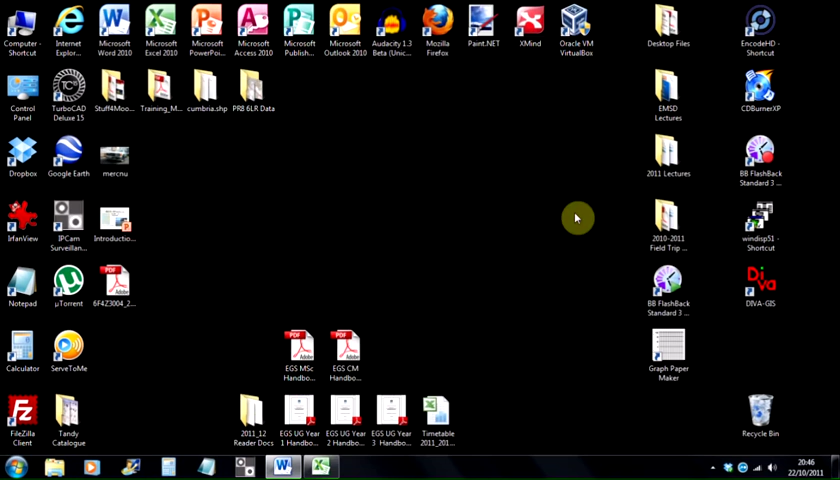 Computer - Shortcut
Internet Explor...
Microsoft Word 2010
Microsoft Excel 2010
Microsoft PowerPoi...
Microsoft Access 2010
Microsoft Publish...
Microsoft Outlook 2010
Audacity 1.3 Beta (Unic...
Mozilla Firefox
Paint.NET
XMind
Oracle VM VirtualBox
Desktop Files
EncodeHD - Shortcut
Control Panel
TurboCAD Deluxe 15
Stuff4Moo...
Training_M...
cumbria.shp
PR8 6LR Data
EMSD Lectures
CDBurnerXP
Dropbox
Google Earth
mercnu
2011 Lectures
BB FlashBack Standard 3 ...
IrfanView
IPCam Surveillan...
Introductio...
2010-2011 Field Trip ...
windisp51 - Shortcut
Notepad
µTorrent
6F4Z3004_2...
BB FlashBack Standard 3 ...
DIVA-GIS
Calculator
ServeToMe
EGS MSc Handbo...
EGS CM Handbo...
Graph Paper Maker
FileZilla Client
Tandy Catalogue
2011_12 Reader Docs
EGS UG Year 1 Handbo...
EGS UG Year 2 Handbo...
EGS UG Year 3 Handbo...
Timetable 2011_201...
Recycle Bin
20:46
22/10/2011